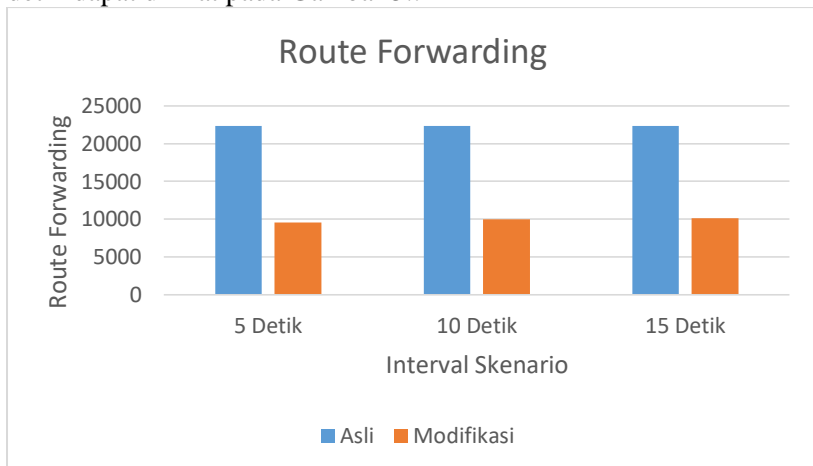 Route Forwarding
Route Forwarding
25000
20000
15000
10000
5000
0
5 Detik 10 Detik 15 Detik
Interval Skenario
Asli Modifikasi